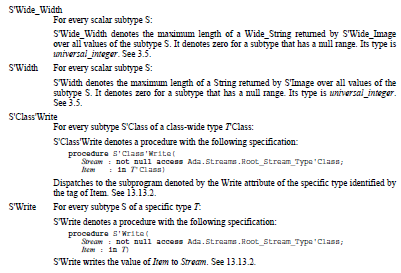 S'Wide_Width
For every scalar subtype S:
S'Wide_Width denotes the maximum length of a Wide_String returned by S'Wide_Image
over all values of the subtype S. It denotes zero for a subtype that has a null range. Its type is
universal_integer. See 3.5.
S'Width For every scalar subtype S:
S'Width denotes the maximum length of a String returned by S'Image over all values of the
subtype S. It denotes zero for a subtype that has a null range. Its type is universal_integer.
See 3.5.
S'Class'Write
For every subtype S'Class of a class-wide type T'Class:
S'Class'Write denotes a procedure with the following specification:
procedure S'Class'Write(
Stream : not null access Ada.Streams.Root_Stream_Type'Class;
Item : in T'Class)
Dispatches to the subprogram denoted by the Write attribute of the specific type identified by
the tag of Item. See 13.13.2.
S'Write For every subtype S of a specific type T:
S'Write denotes a procedure with the following specification:
procedure S'Write(
Stream : not null access Ada.Streams.Root_Stream_Type'Class;
Item : in T)
S'Write writes the value of Item to Stream. See 13.13.2.